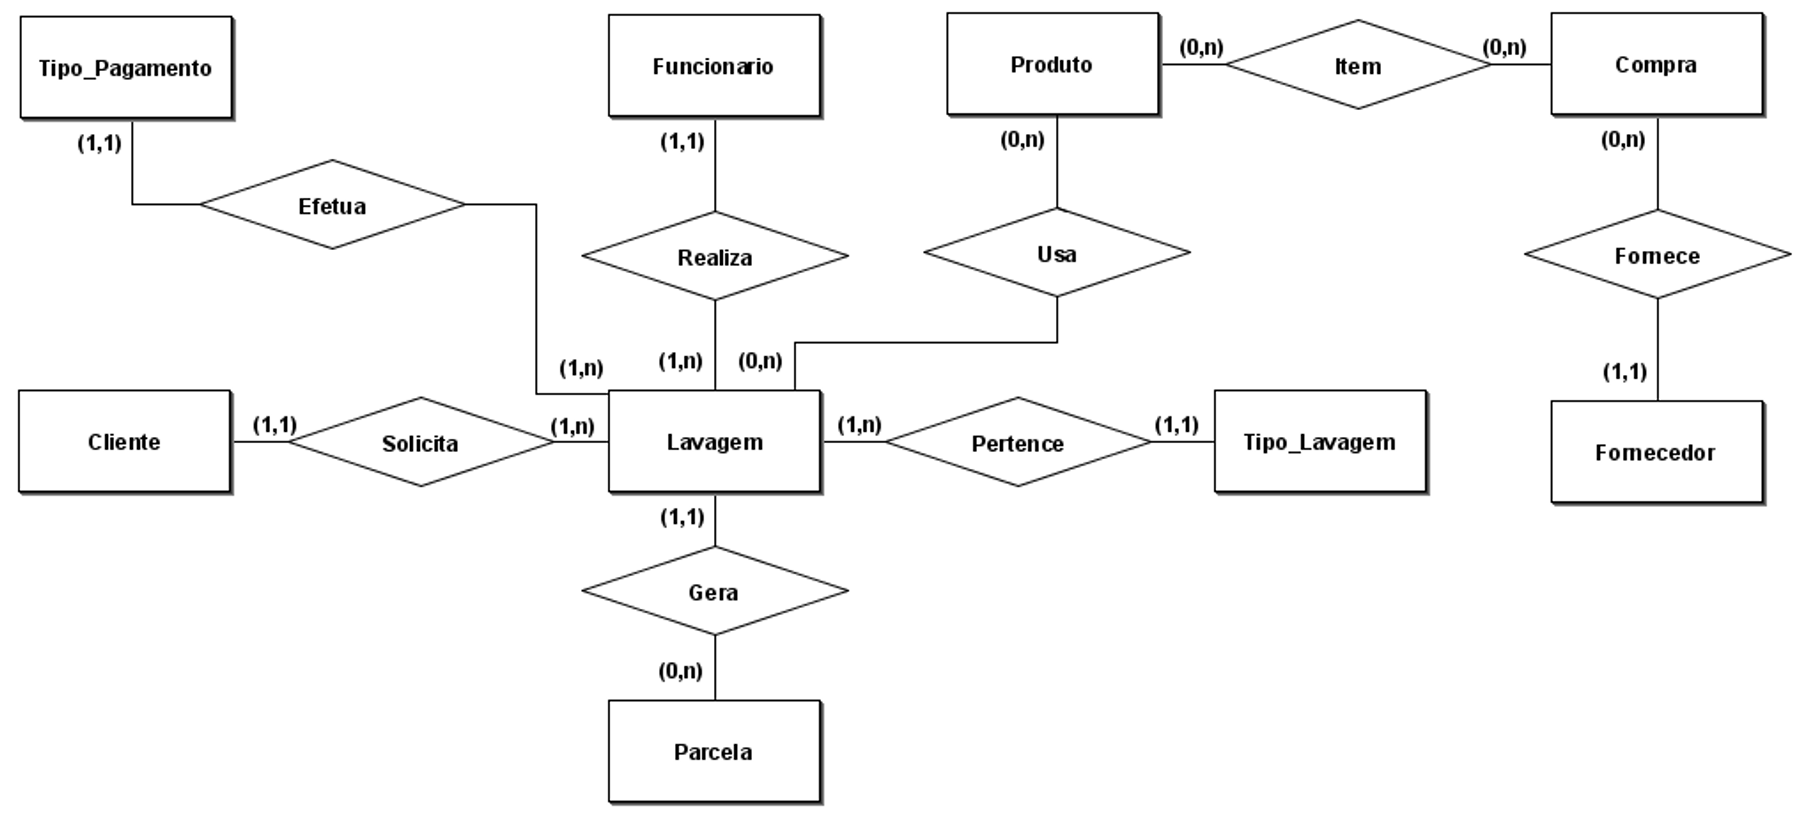 Tipo_Pagamento
Funcionario
Produto
(0,n)
Item
(0,n)
Compra
(1,1)
(1,1)
(0,n)
(0,n)
Efetua
Realiza
Usa
Fornece
(1,n)
(1,n)
(0,n)
(1,1)
Cliente
(1,1)
Solicita
(1,n)
Lavagem
(1,n)
Pertence
(1,1)
Tipo_Lavagem
Fornecedor
(1,1)
Gera
(0,n)
Parcela